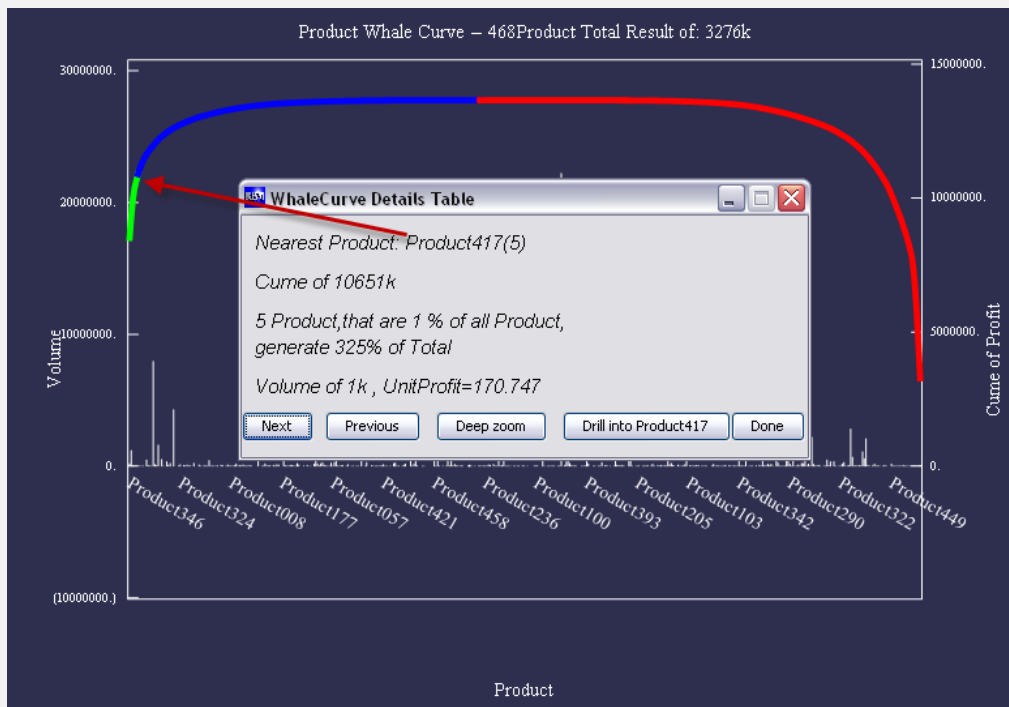 Product Whale Curve – 468Product Total Result of: 3276k
30000000.
20000000.
10000000.
0.
(10000000.)
Volume
15000000.
10000000.
5000000.
0.
Cume of Profit
WhaleCurve Details Table
Nearest Product: Product417(5)
Cume of 10651k
5 Product,that are 1 % of all Product,
generate 325% of Total
Volume of 1k , UnitProfit=170.747
Next Previous Deep zoom Drill into Product417 Done
Product346 Product324 Product008 Product177 Product057 Product421 Product458 Product236 Product100 Product393 Product205 Product103 Product342 Product290 Product322 Product449
Product